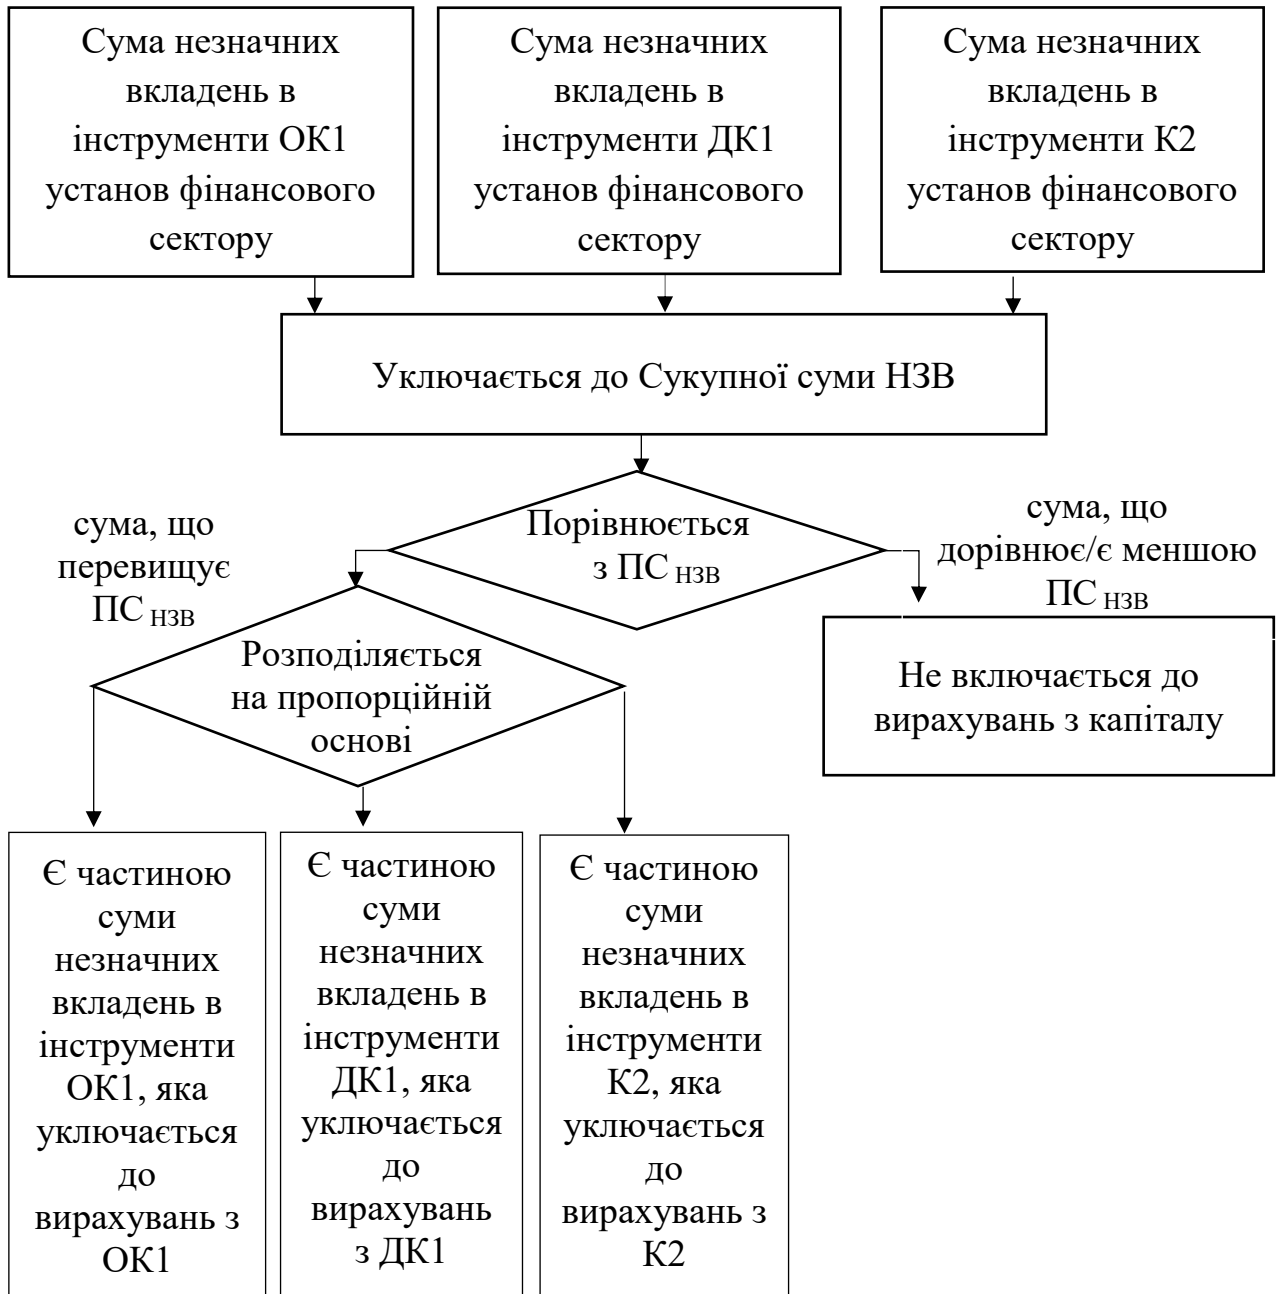 Сума незначних
вкладень в
інструменти ОК1
установ фінансового
сектору
Сума незначних
вкладень в
інструменти ДК1
установ фінансового
сектору
Сума незначних
вкладень в
інструменти К2
установ фінансового
сектору
Уключається до Сукупної суми НЗВ
Порівнюється
з ПС НЗВ
сума, що
перевищує
ПС НЗВ
сума, що
дорівнює/є меншою
ПС НЗВ
Розподіляється
на пропорційній
основі
Не включається до
вирахувань з капіталу
Є частиною
суми
незначних
вкладень в
інструменти
ОК1, яка
уключається
до
вирахувань з
ОК1
Є частиною
суми
незначних
вкладень в
інструменти
ДК1, яка
уключається
до
вирахувань
з ДК1
Є частиною
суми
незначних
вкладень в
інструменти
К2, яка
уключається
до
вирахувань з
К2